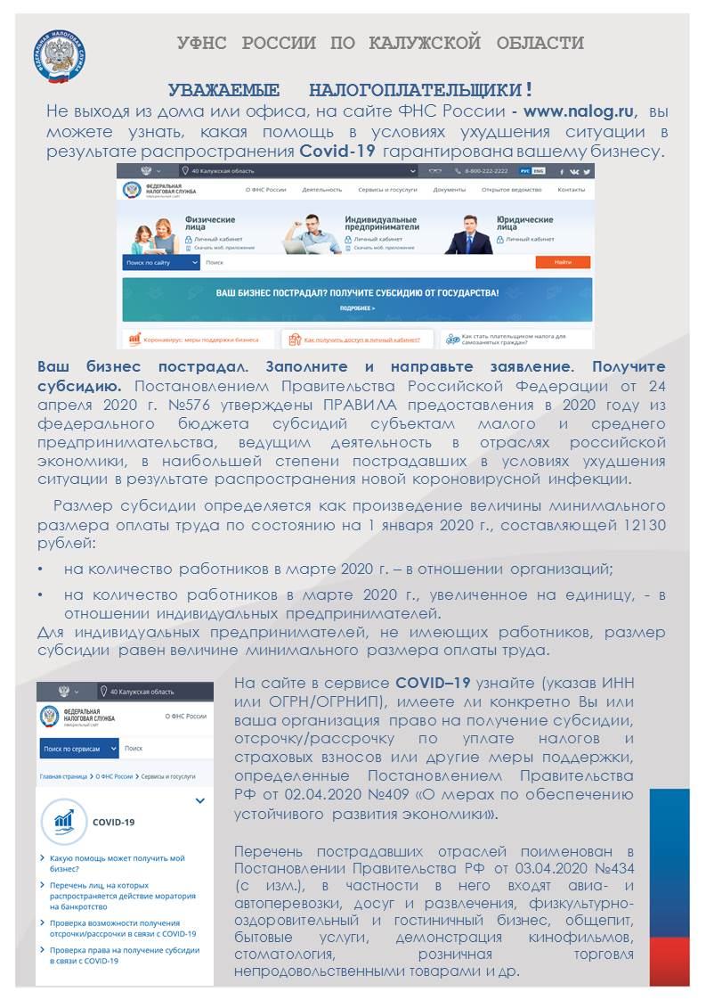 УФНС РОССИИ ПО КАЛУЖСКОЙ ОБЛАСТИ
УВАЖАЕМЫЕ НАЛОГОПЛАТЕЛЬЩИКИ!
Не выходя из дома или офиса, на сайте ФНС России - www.nalog.ru, вы
можете узнать, какая помощь в условиях ухудшения ситуации в
результате распространения Covid-19 гарантирована вашему бизнесу.
40 Калужская область
8-800-222-2222
РУС ENG
ФЕДЕРАЛЬНАЯ
НАЛОГОВАЯ СЛУЖБА
ОФИЦИАЛЬНЫЙ САЙТ
О ФНС России
Деятельность
Сервисы и госуслуги
Документы
Открытое ведомство
Контакты
Физические
лица
Личный кабинет
Скачать моб. приложение
Индивидуальные
предприниматели
Личный кабинет
Скачать моб. приложение
Юридические
лица
Личный кабинет
Поиск по сайту
Поиск
Найти
ВАШ БИЗНЕС ПОСТРАДАЛ? ПОЛУЧИТЕ СУБСИДИЮ ОТ ГОСУДАРСТВА!
ПОДРОБНЕЕ >
Коронавирус: меры поддержки бизнеса
Как получить доступ в личный кабинет?
Как стать плательщиком налога для
самозанятых граждан?
Ваш бизнес пострадал. Заполните и направьте заявление. Получите
субсидию. Постановлением Правительства Российской Федерации от 24
апреля 2020 г. №576 утверждены ПРАВИЛА предоставления в 2020 году из
федерального бюджета субсидий субъектам малого и среднего
предпринимательства, ведущим деятельность в отраслях российской
экономики, в наибольшей степени пострадавших в условиях ухудшения
ситуации в результате распространения новой короновирусной инфекции.
Размер субсидии определяется как произведение величины минимального
размера оплаты труда по состоянию на 1 января 2020 г., составляющей 12130
рублей:
• на количество работников в марте 2020 г. – в отношении организаций;
• на количество работников в марте 2020 г., увеличенное на единицу, - в
отношении индивидуальных предпринимателей.
Для индивидуальных предпринимателей, не имеющих работников, размер
субсидии равен величине минимального размера оплаты труда.
40 Калужская область
ФЕДЕРАЛЬНАЯ
НАЛОГОВАЯ СЛУЖБА
ОФИЦИАЛЬНЫЙ САЙТ
О ФНС России
Поиск по сервисам
Поиск
Главная страница > О ФНС России > Сервисы и госуслуги
COVID-19
Какую помощь может получить мой
бизнес?
Перечень лиц, на которых
распространяется действие моратория
на банкротство
Проверка возможности получения
отсрочки/рассрочки в связи с COVID-19
Проверка права на получение субсидии
в связи с COVID-19
На сайте в сервисе COVID–19 узнайте (указав ИНН
или ОГРН/ОГРНИП), имеете ли конкретно Вы или
ваша организация право на получение субсидии,
отсрочку/рассрочку по уплате налогов и
страховых взносов или другие меры поддержки,
определенные Постановлением Правительства
РФ от 02.04.2020 №409 «О мерах по обеспечению
устойчивого развития экономики».
Перечень пострадавших отраслей поименован в
Постановлении Правительства РФ от 03.04.2020 №434
(с изм.), в частности в него входят авиа- и
автоперевозки, досуг и развлечения, физкультурно-
оздоровительный и гостиничный бизнес, общепит,
бытовые услуги, демонстрация кинофильмов,
стоматология, розничная торговля
непродовольственными товарами и др.